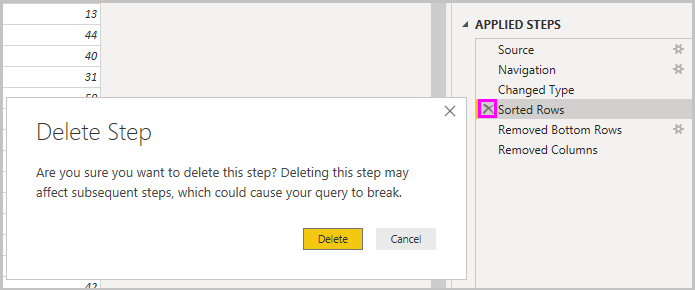 13
44
40
31
50
Delete Step
Are you sure you want to delete this step? Deleting this step may
affect subsequent steps, which could cause your query to break.
Delete
Cancel
42
APPLIED STEPS
Source
Navigation
Changed Type
Sorted Rows
Removed Bottom Rows
Removed Columns